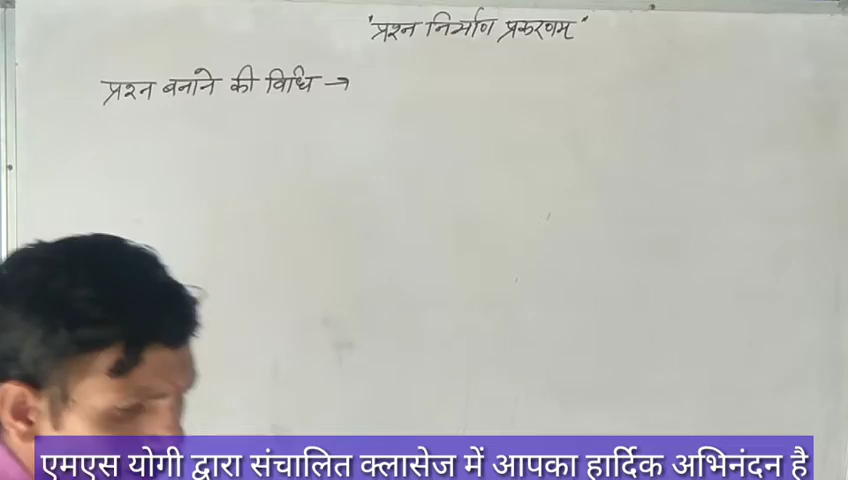 'प्रश्न निर्माण प्रकरणम्'
प्रश्न बनाने की विधि →
एमएस योगी द्वारा संचालित क्लासेज में आपका हार्दिक अभिनंदन है